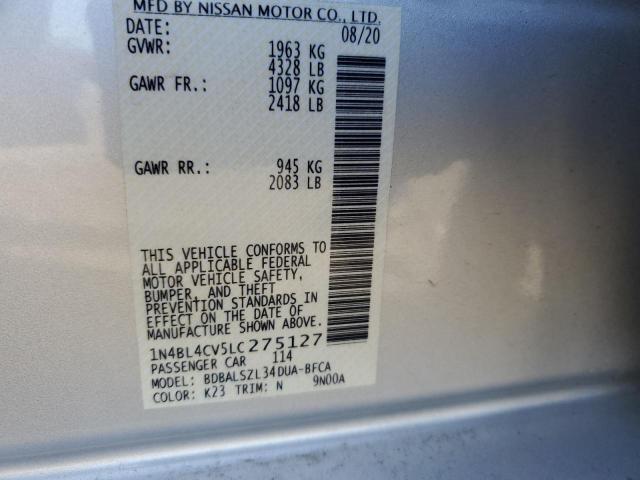 MFD BY NISSAN MOTOR CO., LTD.
DATE: 08/20
GVWR: 1963 KG
4328 LB
GAWR FR.: 1097 KG
2418 LB
GAWR RR.: 945 KG
2083 LB
THIS VEHICLE CONFORMS TO
ALL APPLICABLE FEDERAL
MOTOR VEHICLE SAFETY,
BUMPER, AND THEFT
PREVENTION STANDARDS IN
EFFECT ON THE DATE OF
MANUFACTURE SHOWN ABOVE.
1N4BL4CV5LC275127
PASSENGER CAR 114
MODEL: BDBALSZL34DUA-BFCA
COLOR: K23 TRIM: N 9N00A